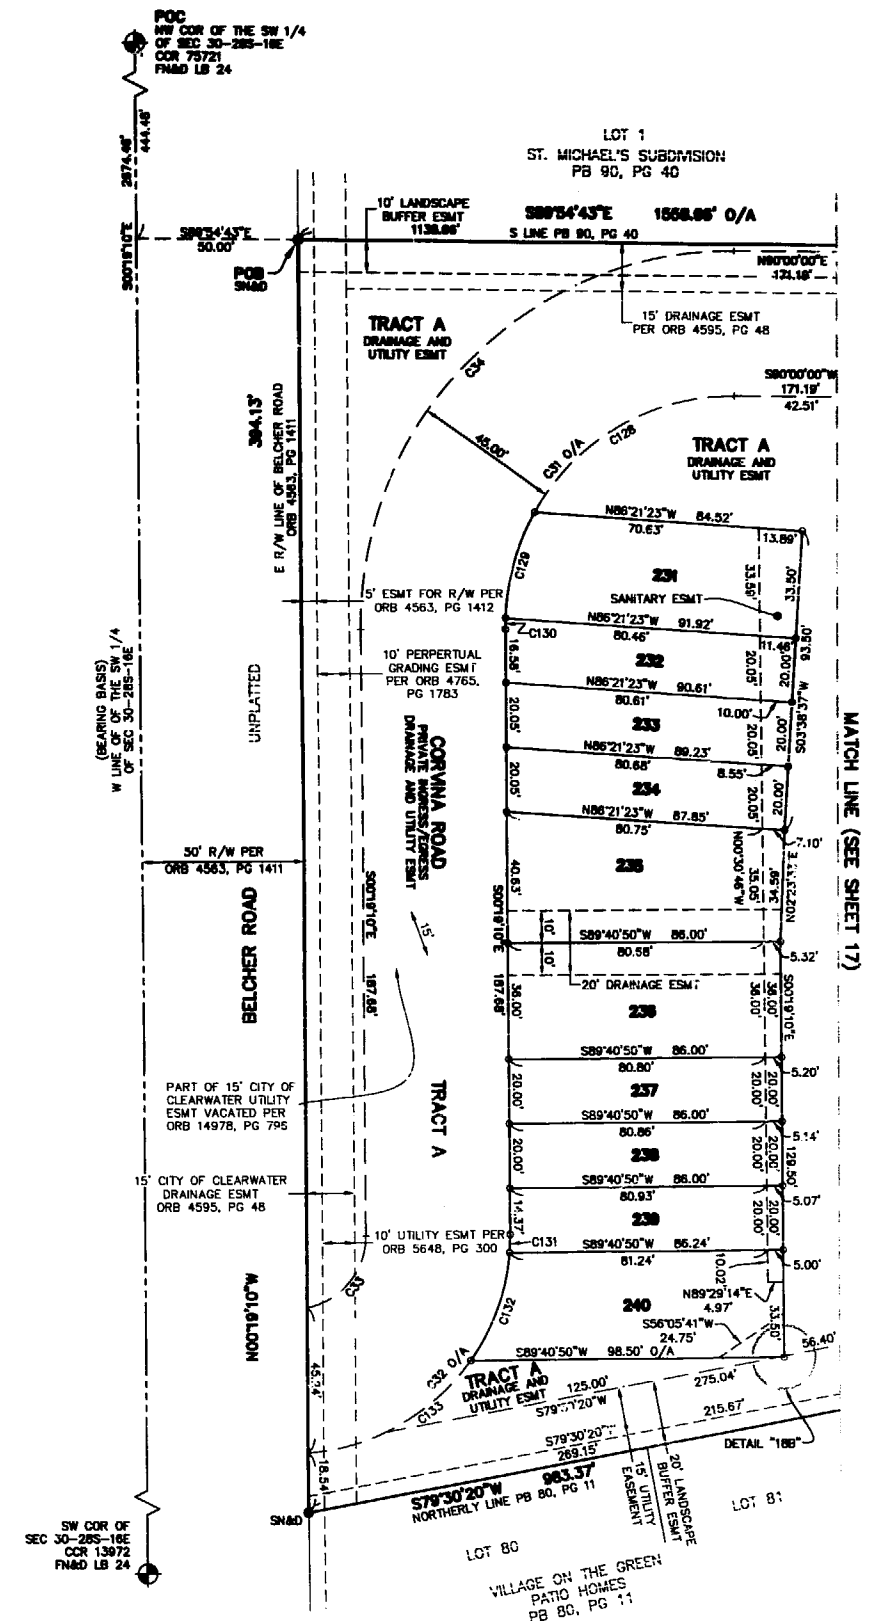 POC
NW COR OF THE SW 1/4
OF SEC 30-28S-16E
CCR 75721
FN&D LB 24
2674.46'
444.46'
S00°19'10"E
S89°54'43"E
50.00'
POB
SN&D
LOT 1
ST. MICHAEL'S SUBDIVISION
PB 90, PG 40
10' LANDSCAPE
BUFFER ESMT
S89°54'43"E
O/A
S LINE PB 90, PG 40
N90°00'00"E
171.18'
15' DRAINAGE ESMT
PER ORB 4595, PG 48
TRACT A
DRAINAGE AND
UTILITY ESMT
C34
S90°00'00"W
171.19'
42.51'
394.13'
E R/W LINE OF BELCHER ROAD
ORB 4563, PG 1411
45.00'
C31 O/A
C128
TRACT A
DRAINAGE AND
UTILITY ESMT
N86°21'23"W 84.52'
70.63'
13.89'
C129
231
SANITARY ESMT
33.59'
33.50'
5' ESMT FOR R/W PER
ORB 4563, PG 1412
C130
N86°21'23"W 91.92'
80.46'
11.46'
93.50'
16.56'
232
20.05'
20.00'
10' PERPERTUAL
GRADING ESMT
PER ORB 4765,
PG 1783
N86°21'23"W 90.61'
80.61'
10.00'
S03°38'37"W
20.05'
233
20.05'
20.00'
N86°21'23"W 89.23'
80.68'
8.55'
20.05'
234
20.05'
20.00'
N86°21'23"W 87.85'
80.75'
7.10'
(BEARING BASIS)
W LINE OF OF THE SW 1/4
OF SEC 30-28S-16E
UNPLATTED
CORVINA ROAD
PRIVATE INGRESS/EGRESS
DRAINAGE AND UTILITY ESMT
MATCH LINE (SEE SHEET 17)
50' R/W PER
ORB 4563, PG 1411
40.63'
235
N00°30'46"W
35.05'
34.59'
BELCHER ROAD
S00°19'10"E
187.68'
15'
S00°19'10"E
187.68'
10'
10'
S89°40'50"W 86.00'
80.58'
5.32'
20' DRAINAGE ESMT
36.00'
236
36.00'
36.00'
S00°19'10"E
S89°40'50"W 86.00'
80.80'
5.20'
PART OF 15' CITY OF
CLEARWATER UTILITY
ESMT VACATED PER
ORB 14978, PG 795
TRACT A
20.00'
237
20.00'
20.00'
S89°40'50"W 86.00'
80.86'
5.14'
20.00'
238
20.00'
20.00'
129.50'
15' CITY OF CLEARWATER
DRAINAGE ESMT
ORB 4595, PG 48
S89°40'50"W 86.00'
80.93'
5.07'
14.37'
239
20.00'
20.00'
10' UTILITY ESMT PER
ORB 5648, PG 300
C131
S89°40'50"W 86.24'
81.24'
5.00'
10.02'
N89°29'14"E
4.97'
C33
C132
240
33.50'
S56°05'41"W
24.75'
N00°19'10"W
S89°40'50"W 98.50' O/A
56.40'
C32 O/A
C133
TRACT A
DRAINAGE AND
UTILITY ESMT
125.00'
275.04'
215.67'
DETAIL "18B"
S79°30'20"W
269.15'
18.54'
S79°30'20"W 983.37'
NORTHERLY LINE PB 80, PG 11
15' UTILITY
EASEMENT
20' LANDSCAPE
BUFFER ESMT
LOT 81
SN&D
SW COR OF
SEC 30-28S-16E
CCR 13972
FN&D LB 24
LOT 80
VILLAGE ON THE GREEN
PATIO HOMES
PB 80, PG 11